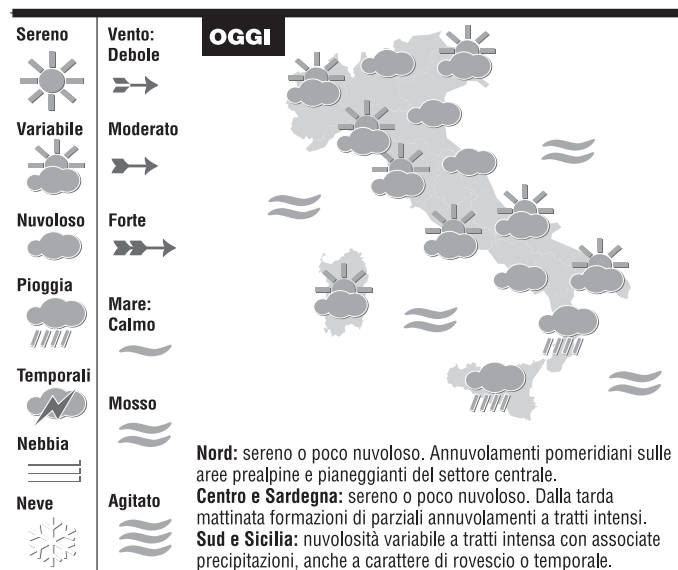 Sereno
Variabile
Nuvoloso
Pioggia
Temporali
Nebbia
Neve
Vento:
Debole
Moderato
Forte
Mare:
Calmo
Mosso
Agitato
OGGI
Nord: sereno o poco nuvoloso. Annuvolamenti pomeridiani sulle
aree prealpine e pianeggianti del settore centrale.
Centro e Sardegna: sereno o poco nuvoloso. Dalla tarda
mattinata formazioni di parziali annuvolamenti a tratti intensi.
Sud e Sicilia: nuvolosità variabile a tratti intensa con associate
precipitazioni, anche a carattere di rovescio o temporale.